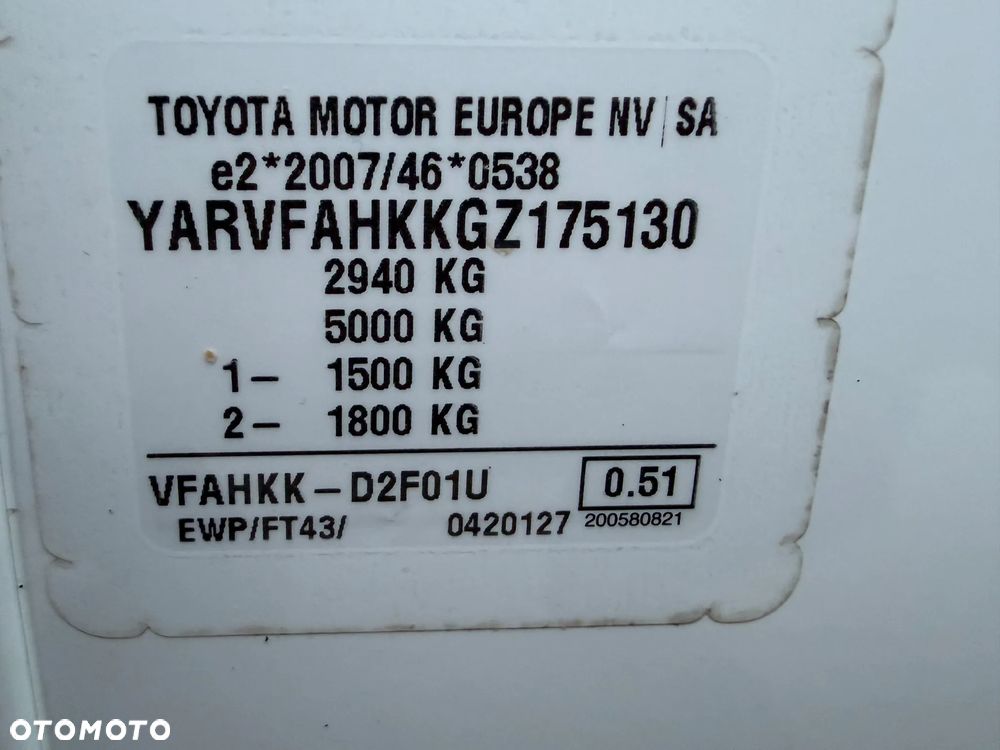 TOYOTA MOTOR EUROPE NV/SA
e2*2007/46*0538
YARVFAHKKGZ175130
2940 KG
5000 KG
1- 1500 KG
2- 1800 KG
VFAHKK-D2F01U 0.51
EWP/FT43/ 0420127 200580821
OTOMOTO